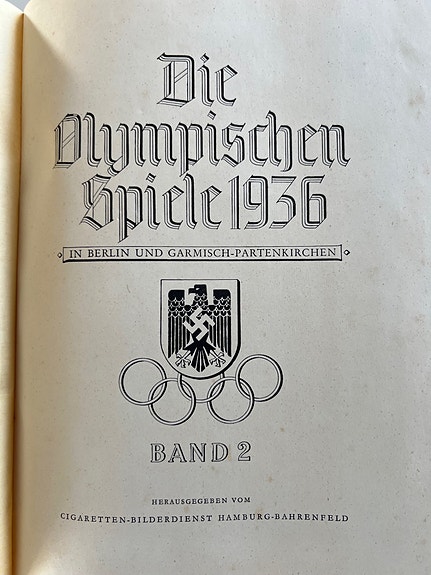 Die
Olympischen
Spiele 1936
IN BERLIN UND GARMISCH-PARTENKIRCHEN
BAND 2
HERAUSGEGEBEN VOM
CIGARETTEN-BILDERDIENST HAMBURG-BAHRENFELD